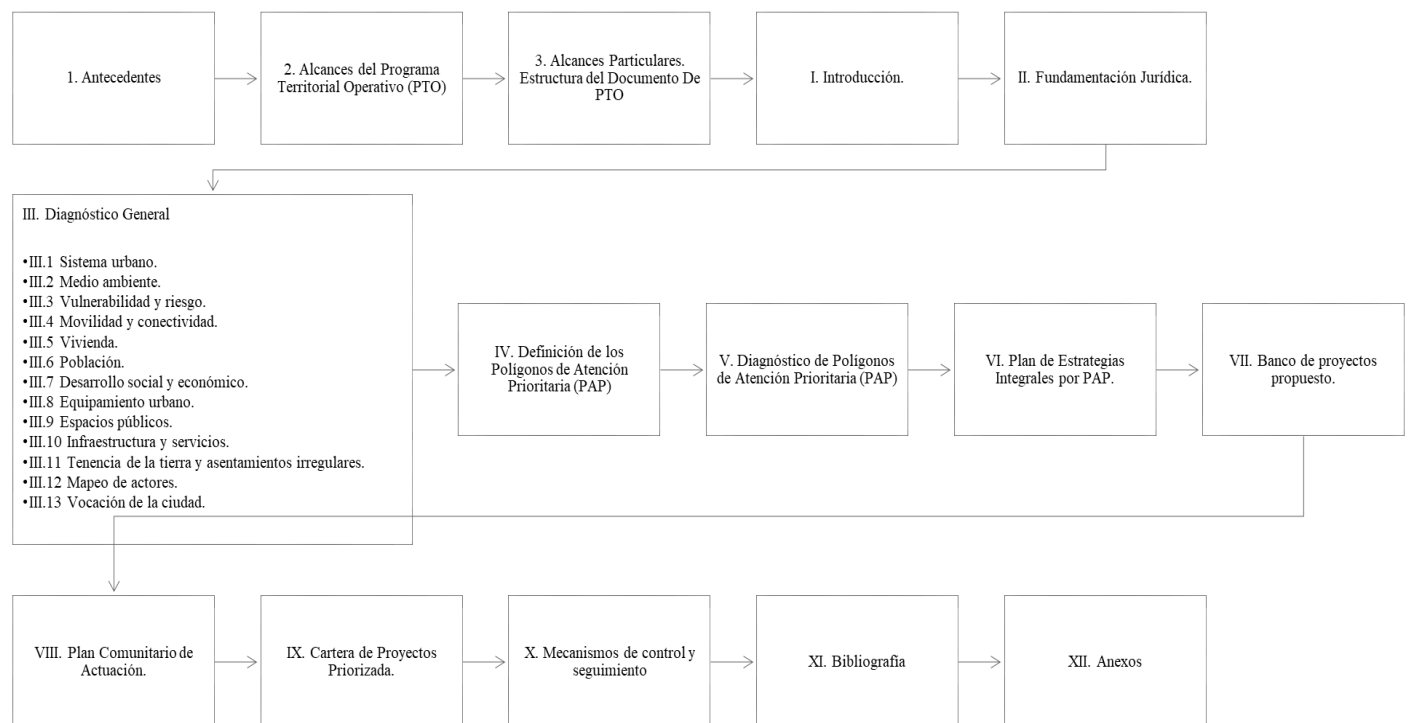 1. Antecedentes
2. Alcances del Programa
Territorial Operativo (PTO)
3. Alcances Particulares.
Estructura del Documento De
PTO
I. Introducción.
II. Fundamentación Jurídica.
III. Diagnóstico General
•III.1 Sistema urbano.
•III.2 Medio ambiente.
•III.3 Vulnerabilidad y riesgo.
•III.4 Movilidad y conectividad.
•III.5 Vivienda.
•III.6 Población.
•III.7 Desarrollo social y económico.
•III.8 Equipamiento urbano.
•III.9 Espacios públicos.
•III.10 Infraestructura y servicios.
•III.11 Tenencia de la tierra y asentamientos irregulares.
•III.12 Mapeo de actores.
•III.13 Vocación de la ciudad.
IV. Definición de los
Polígonos de Atención
Prioritaria (PAP)
V. Diagnóstico de Polígonos
de Atención Prioritaria (PAP)
VI. Plan de Estrategias
Integrales por PAP.
VII. Banco de proyectos
propuesto.
VIII. Plan Comunitario de
Actuación.
IX. Cartera de Proyectos
Priorizada.
X. Mecanismos de control y
seguimiento
XI. Bibliografía
XII. Anexos